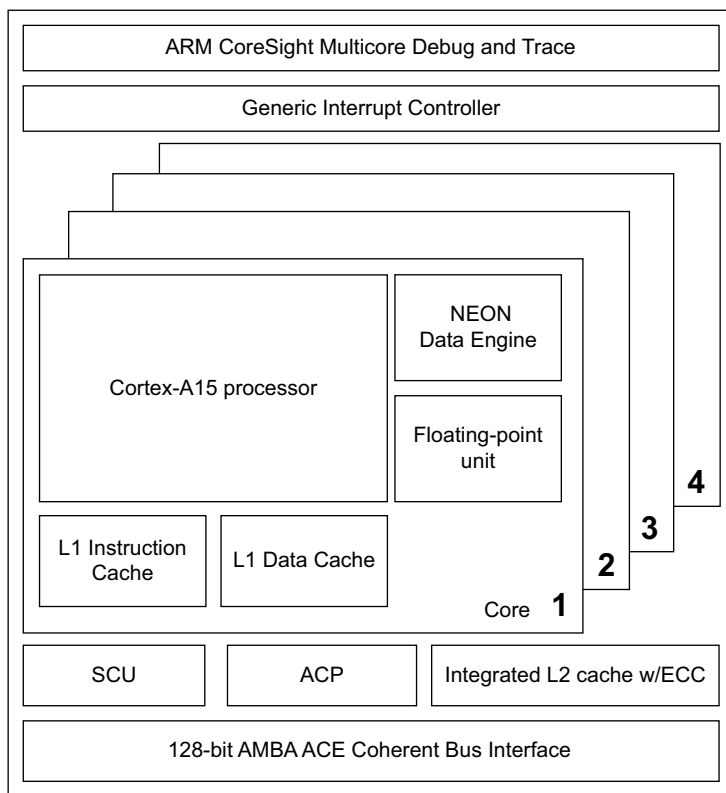 ARM CoreSight Multicore Debug and Trace
Generic Interrupt Controller
NEON
Data Engine
Cortex-A15 processor
Floating-point
unit
4
L1 Instruction
Cache
L1 Data Cache
3
2
Core 1
SCU
ACP
Integrated L2 cache w/ECC
128-bit AMBA ACE Coherent Bus Interface